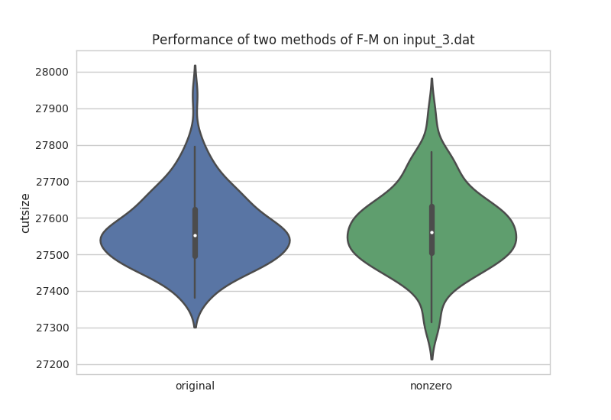 Performance of two methods of F-M on input_3.dat
28000
27900
27800
27700
27600
27500
27400
27300
27200
cutsize
original
nonzero